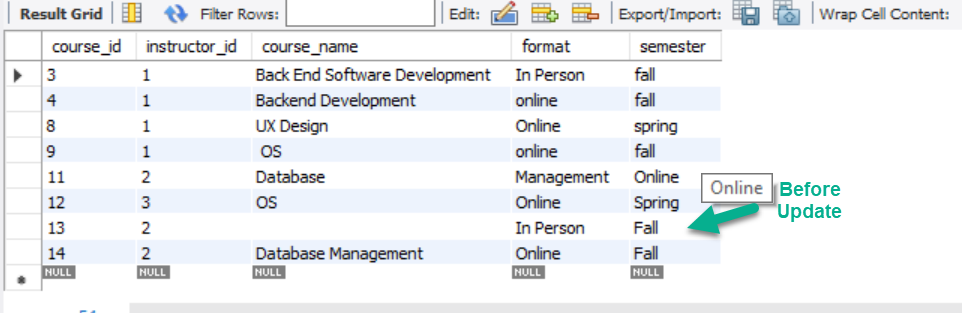 Result Grid Filter Rows: Edit: Export/Import: Wrap Cell Content:
course_id instructor_id course_name format semester
3 1 Back End Software Development In Person fall
4 1 Backend Development online fall
8 1 UX Design Online spring
9 1 OS online fall
11 2 Database Management Online
12 3 OS Online Spring
13 2 In Person Fall
14 2 Database Management Online Fall
NULL NULL NULL NULL NULL
Online
Before
Update